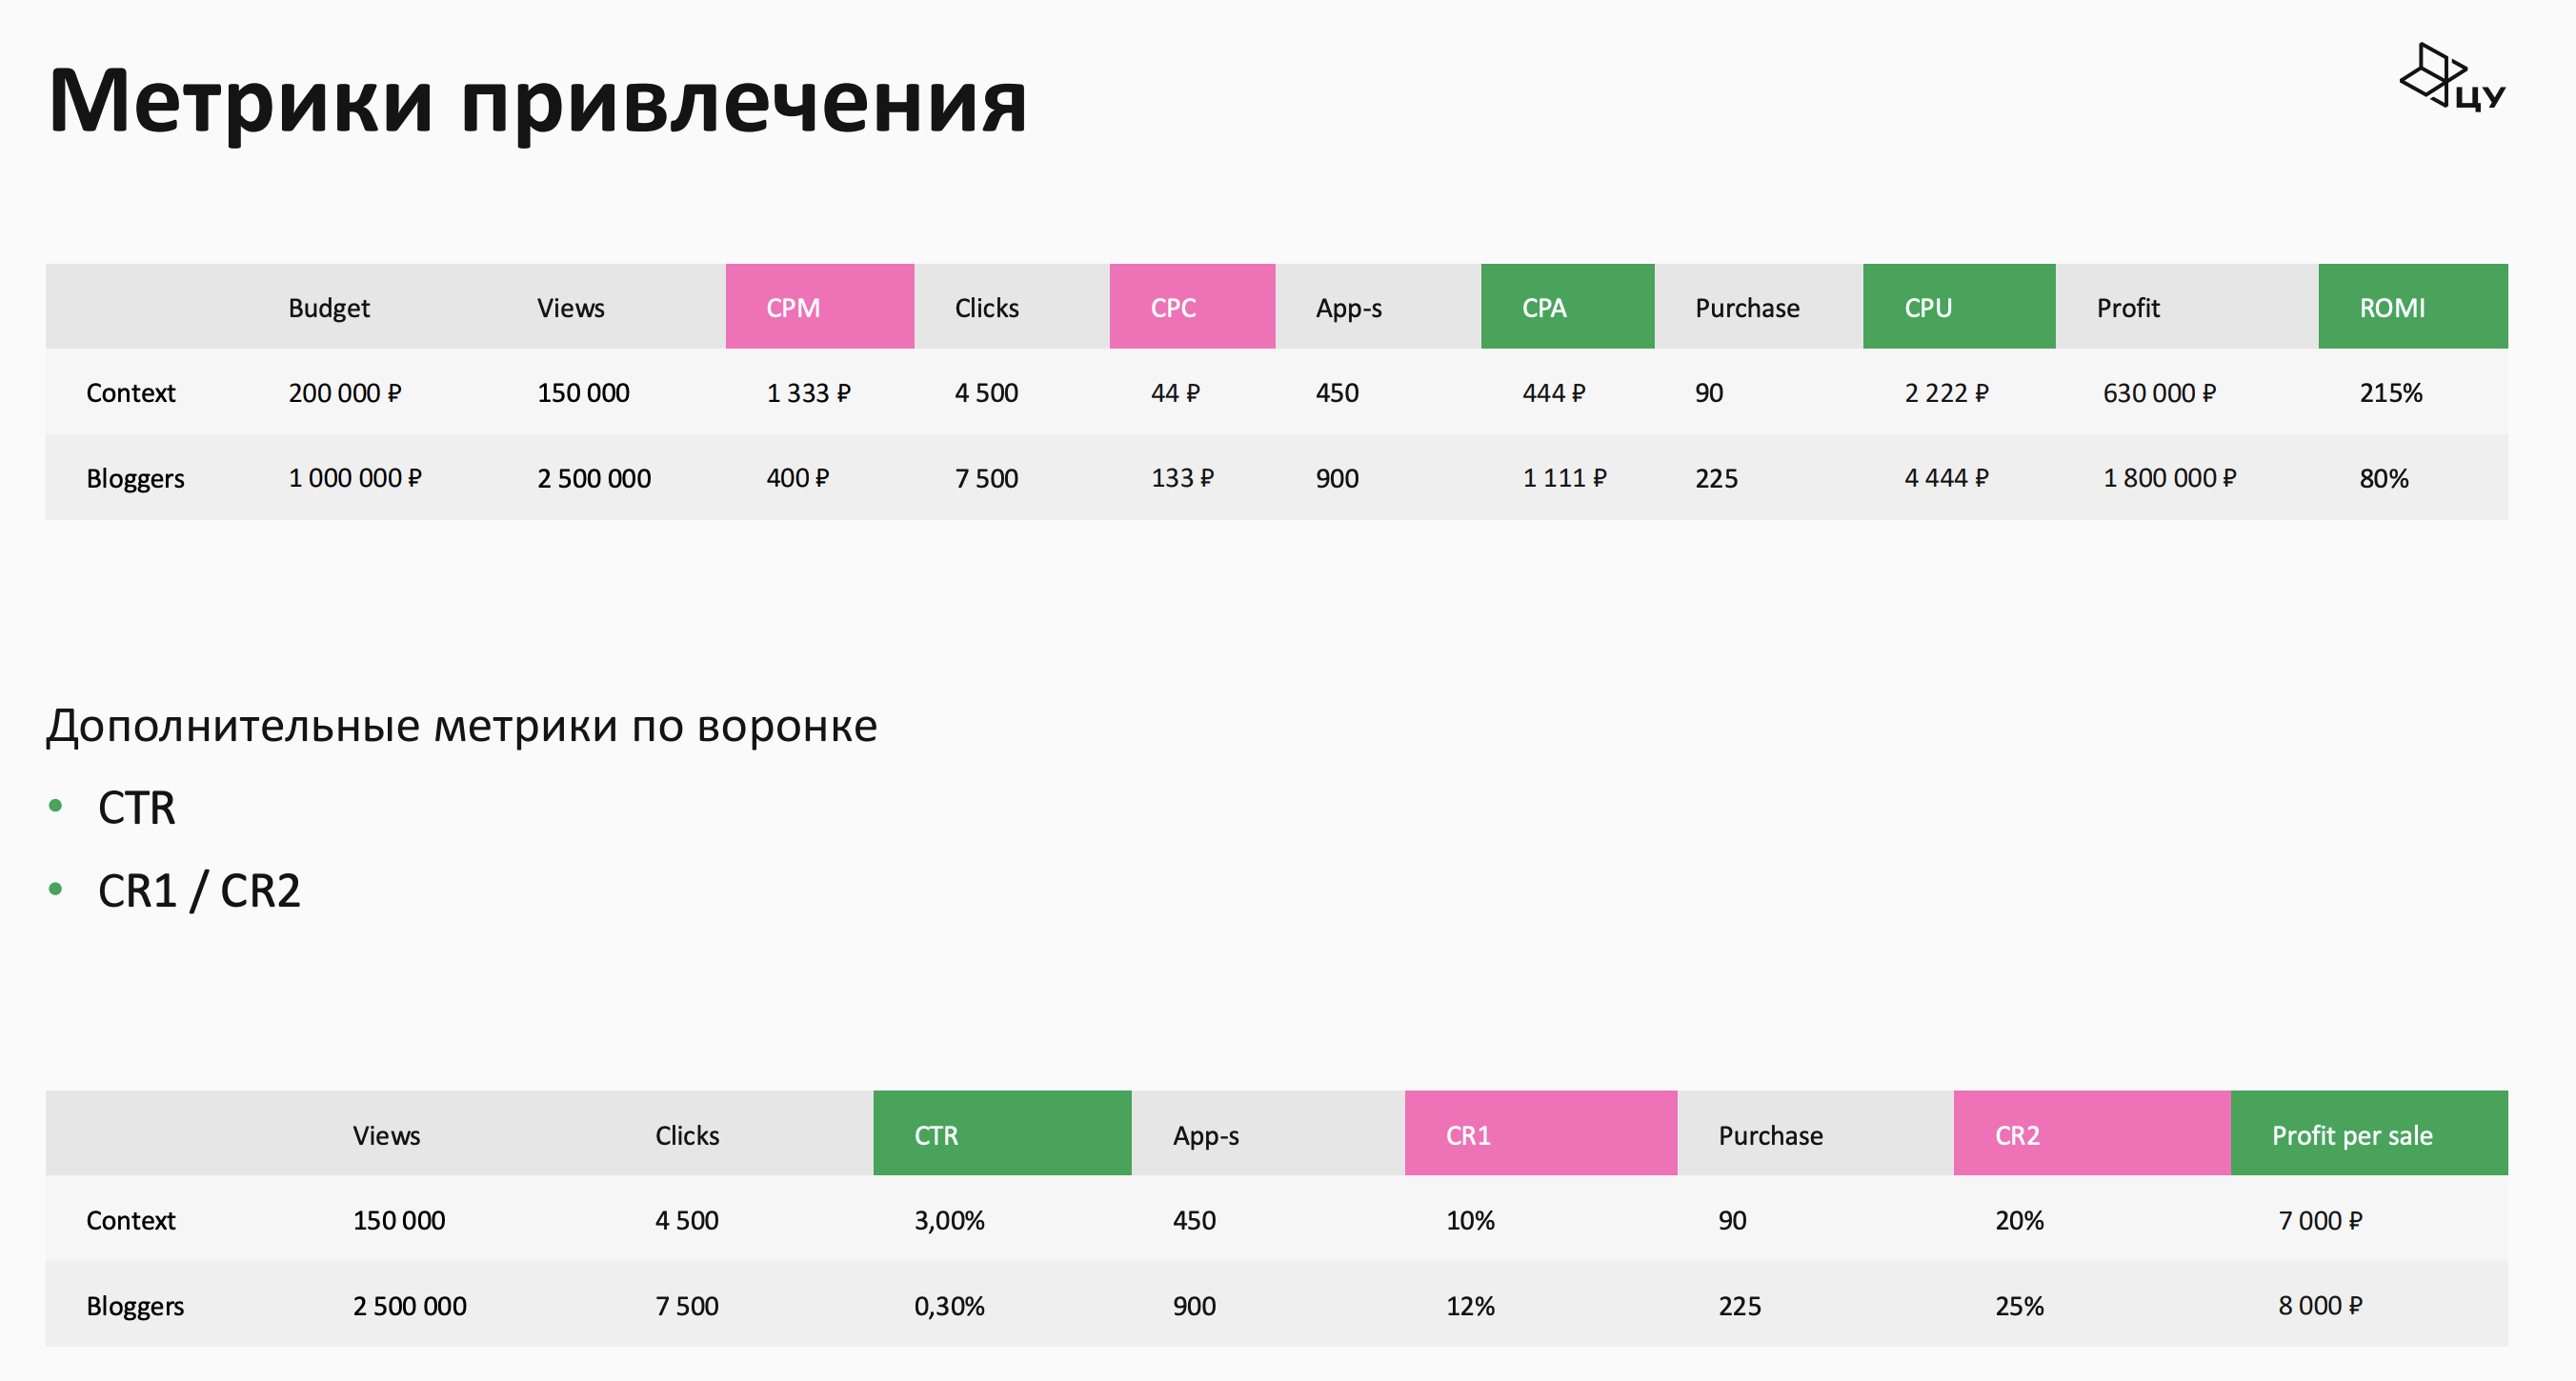 Метрики привлечения
ЦУ
Budget Views CPM Clicks CPC App-s CPA Purchase CPU Profit ROMI
Context 200 000 ₽ 150 000 1 333 ₽ 4 500 44 ₽ 450 444 ₽ 90 2 222 ₽ 630 000 ₽ 215%
Bloggers 1 000 000 ₽ 2 500 000 400 ₽ 7 500 133 ₽ 900 1 111 ₽ 225 4 444 ₽ 1 800 000 ₽ 80%
Дополнительные метрики по воронке
• CTR
• CR1 / CR2
Views Clicks CTR App-s CR1 Purchase CR2 Profit per sale
Context 150 000 4 500 3,00% 450 10% 90 20% 7 000 ₽
Bloggers 2 500 000 7 500 0,30% 900 12% 225 25% 8 000 ₽